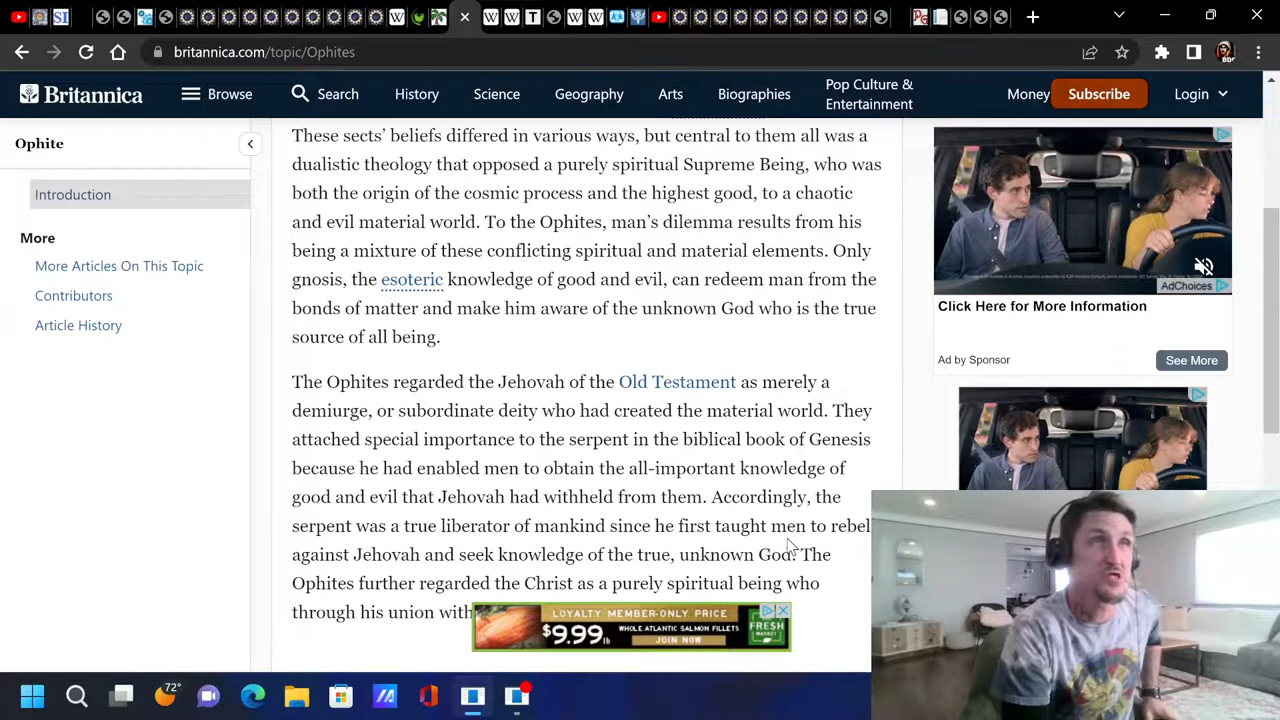 britannica.com/topic/Ophites
BDE
Britannica
Browse
Search
History
Science
Geography
Arts
Biographies
Pop Culture &
Entertainment
Money
Subscribe
Login
Ophite
Introduction
More
More Articles On This Topic
Contributors
Article History
These sects’ beliefs differed in various ways, but central to them all was a
dualistic theology that opposed a purely spiritual Supreme Being, who was
both the origin of the cosmic process and the highest good, to a chaotic
and evil material world. To the Ophites, man’s dilemma results from his
being a mixture of these conflicting spiritual and material elements. Only
gnosis, the esoteric knowledge of good and evil, can redeem man from the
bonds of matter and make him aware of the unknown God who is the true
source of all being.
The Ophites regarded the Jehovah of the Old Testament as merely a
demiurge, or subordinate deity who had created the material world. They
attached special importance to the serpent in the biblical book of Genesis
because he had enabled men to obtain the all-important knowledge of
good and evil that Jehovah had withheld from them. Accordingly, the
serpent was a true liberator of mankind since he first taught men to rebel
against Jehovah and seek knowledge of the true, unknown God. The
Ophites further regarded the Christ as a purely spiritual being who
through his union with
AdChoices
Click Here for More Information
Ad by Sponsor
See More
LOYALTY MEMBER-ONLY PRICE
$9.99 lb
WHOLE ATLANTIC SALMON FILLETS
JOIN NOW
FRESH
MARKET
72°